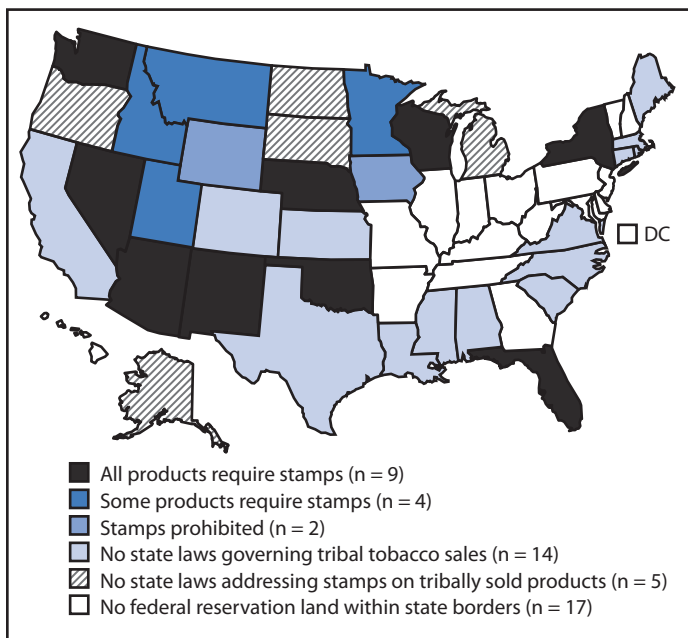 DC
All products require stamps (n = 9)
Some products require stamps (n = 4)
Stamps prohibited (n = 2)
No state laws governing tribal tobacco sales (n = 14)
No state laws addressing stamps on tribally sold products (n = 5)
No federal reservation land within state borders (n = 17)